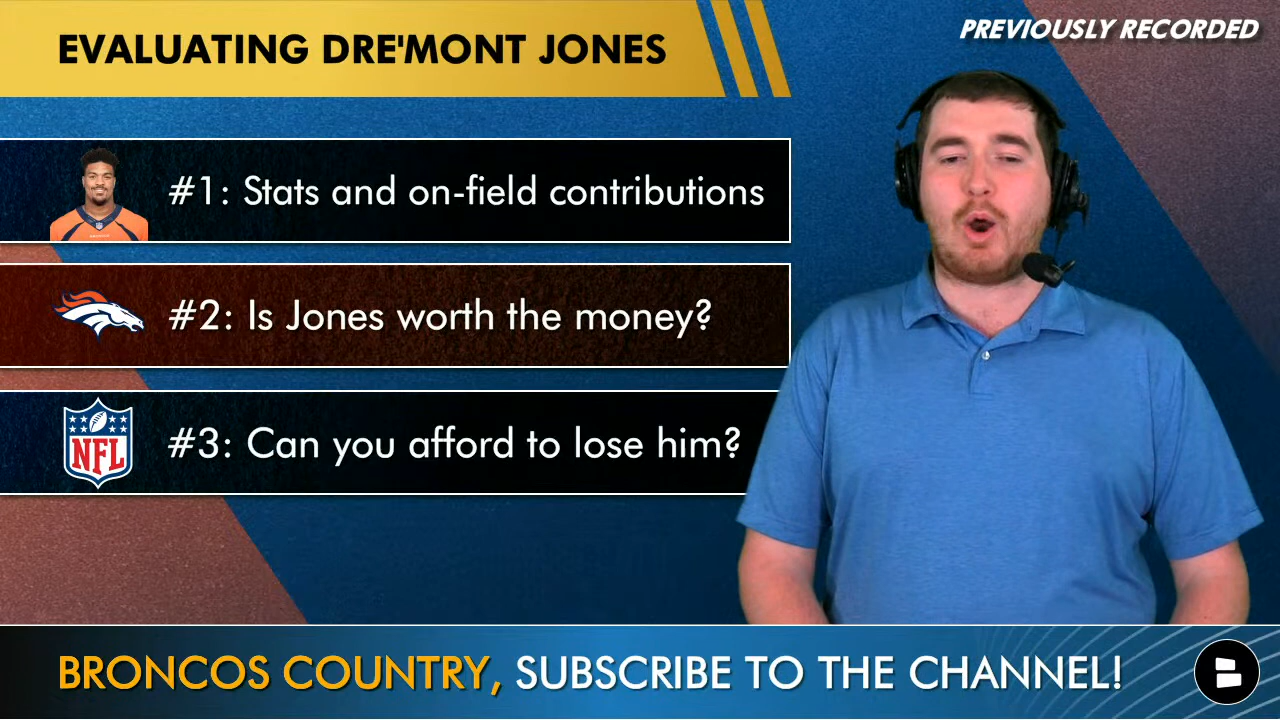 EVALUATING DRE'MONT JONES
PREVIOUSLY RECORDED
#1: Stats and on-field contributions
#2: Is Jones worth the money?
NFL
#3: Can you afford to lose him?
BRONCOS COUNTRY, SUBSCRIBE TO THE CHANNEL!